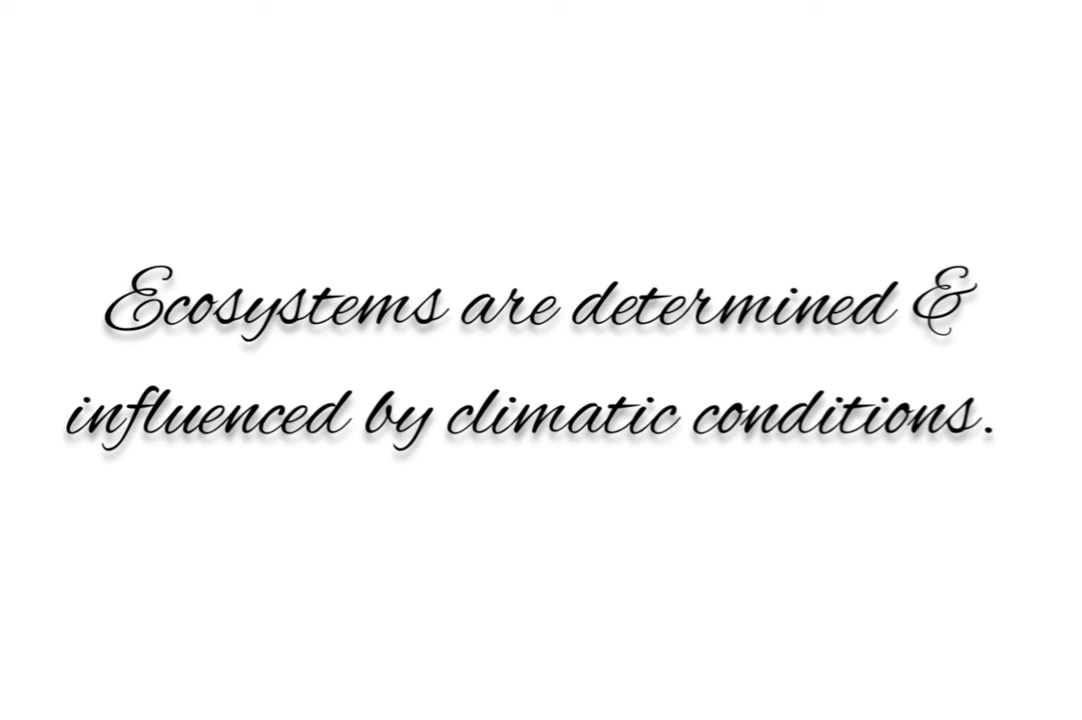 Ecosystems are determined &
influenced by climatic conditions.